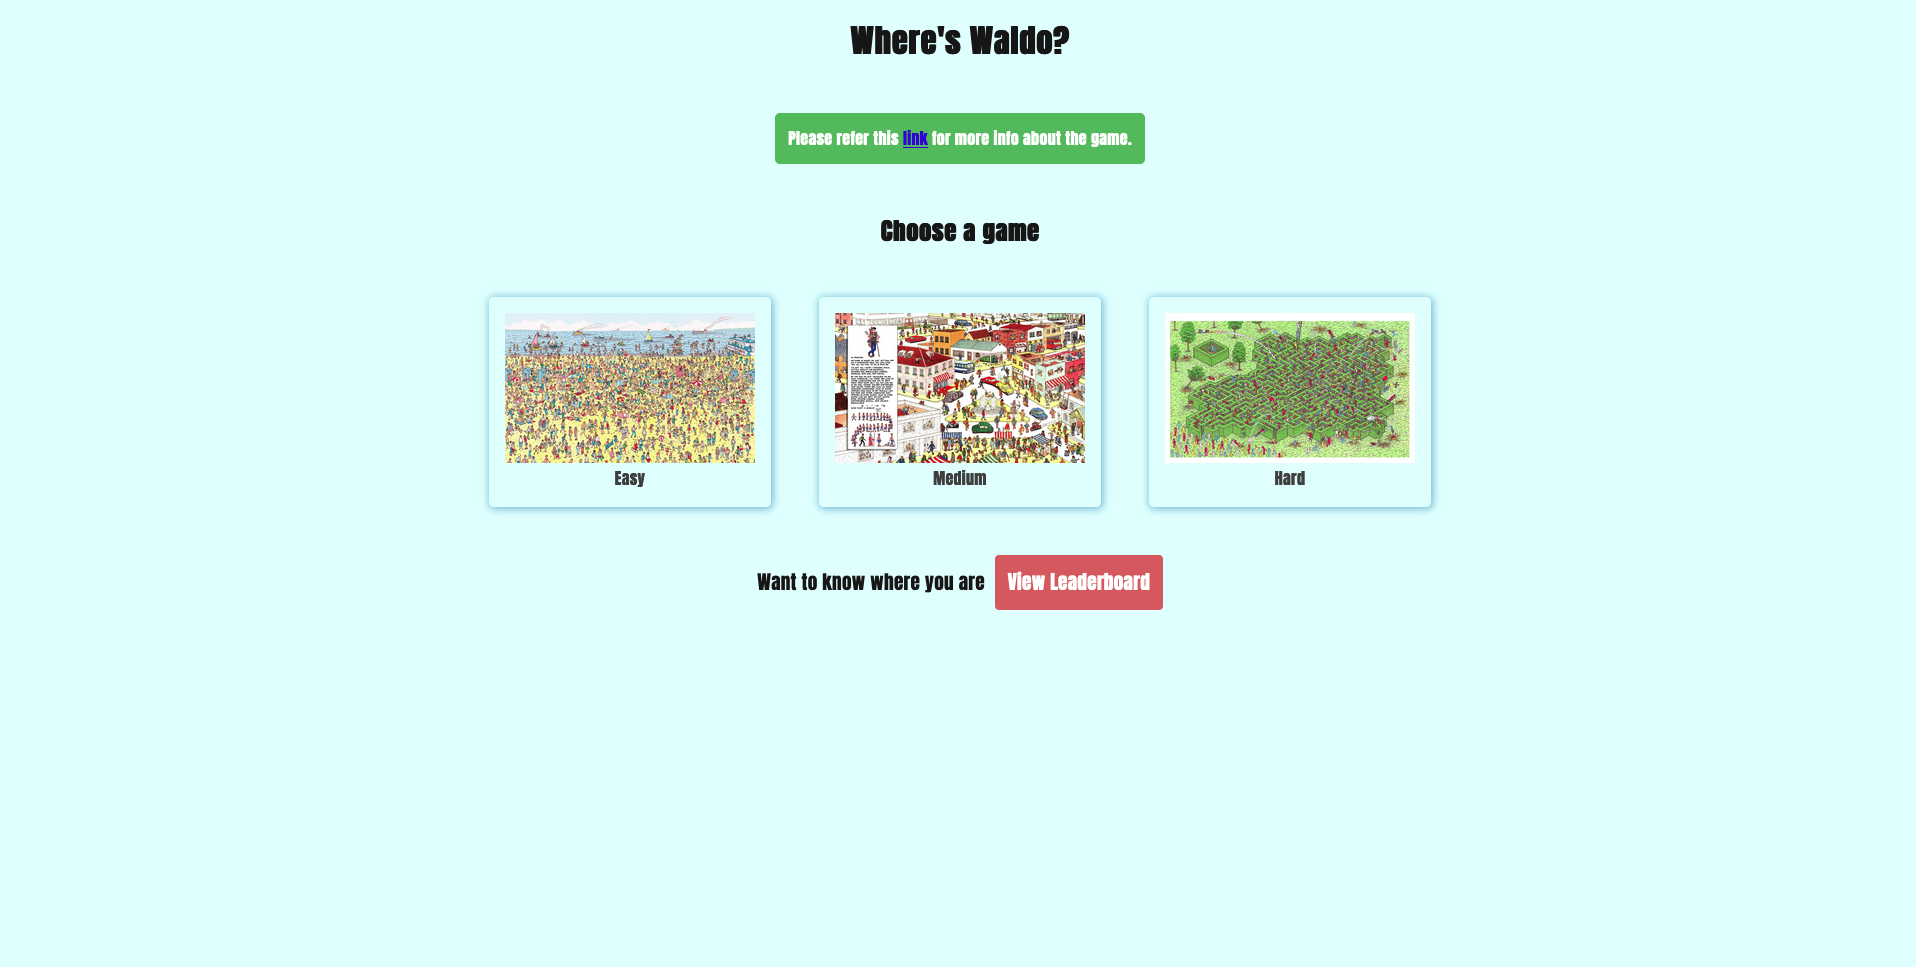 Where's Waldo?
Please refer this link for more info about the game.
Choose a game
Easy
Medium
Hard
Want to know where you are
View Leaderboard